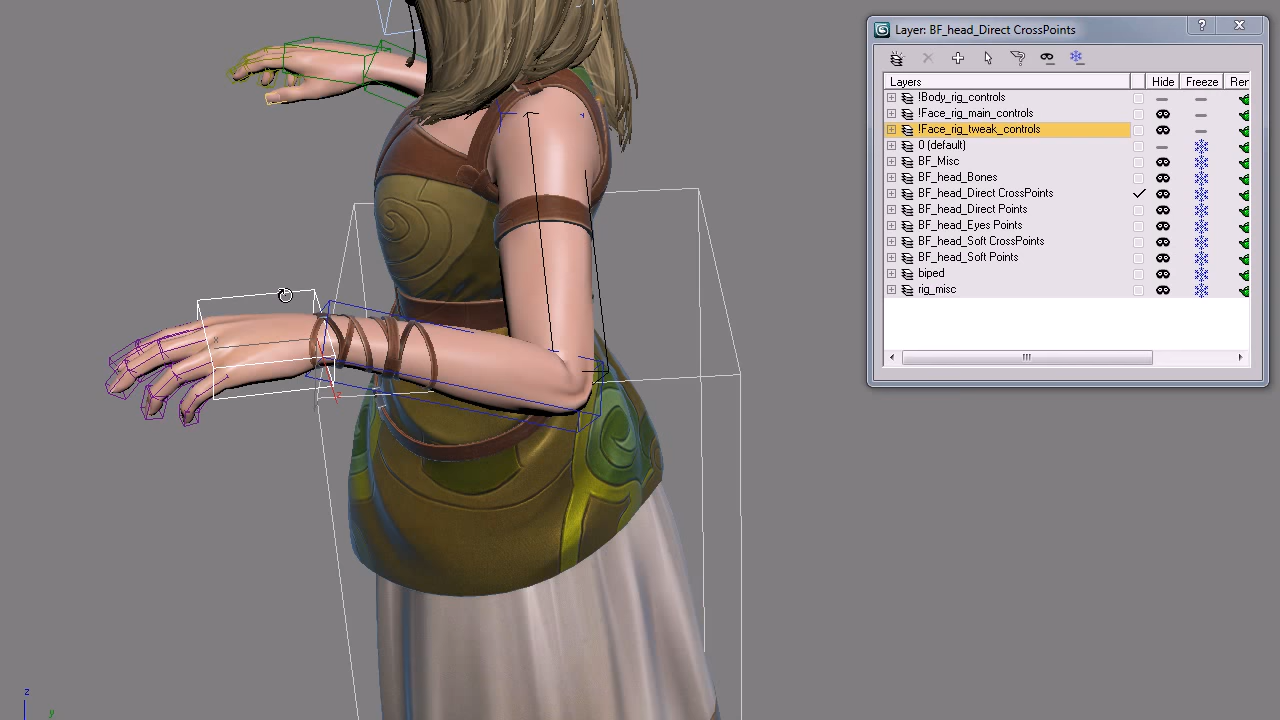 Layer: BF_head_Direct CrossPoints
?
Layers Hide Freeze Ren
!Body_rig_controls
!Face_rig_main_controls
!Face_rig_tweak_controls
0 (default)
BF_Misc
BF_head_Bones
BF_head_Direct CrossPoints
BF_head_Direct Points
BF_head_Eyes Points
BF_head_Soft CrossPoints
BF_head_Soft Points
biped
rig_misc
x
z
y